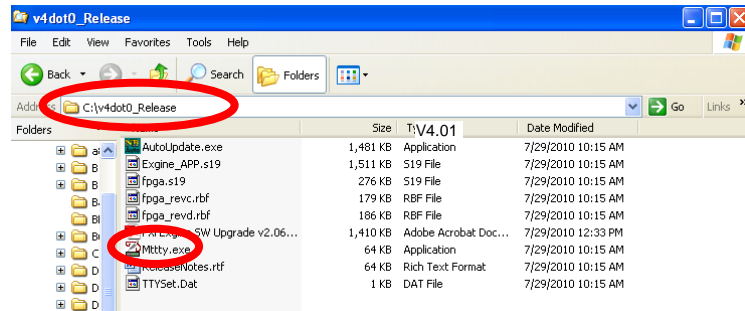 v4dot0_Release
File Edit View Favorites Tools Help
Back Search Folders
Address C:\v4dot0_Release Go Links »
Folders Size V4.01 Date Modified
AutoUpdate.exe 1,481 KB Application 7/29/2010 10:15 AM
Exgine_APP.s19 1,511 KB S19 File 7/29/2010 10:15 AM
fpga.s19 276 KB S19 File 7/29/2010 10:15 AM
fpga_revc.rbf 179 KB RBF File 7/29/2010 10:15 AM
fpga_revd.rbf 186 KB RBF File 7/29/2010 10:15 AM
SW Upgrade v2.06... 1,410 KB Adobe Acrobat Doc... 7/29/2010 12:33 PM
Mttty.exe 64 KB Application 7/29/2010 10:15 AM
ReleaseNotes.rtf 64 KB Rich Text Format 7/29/2010 10:15 AM
TTYSet.Dat 1 KB DAT File 7/29/2010 10:15 AM
B
B
B
C
D
D
D